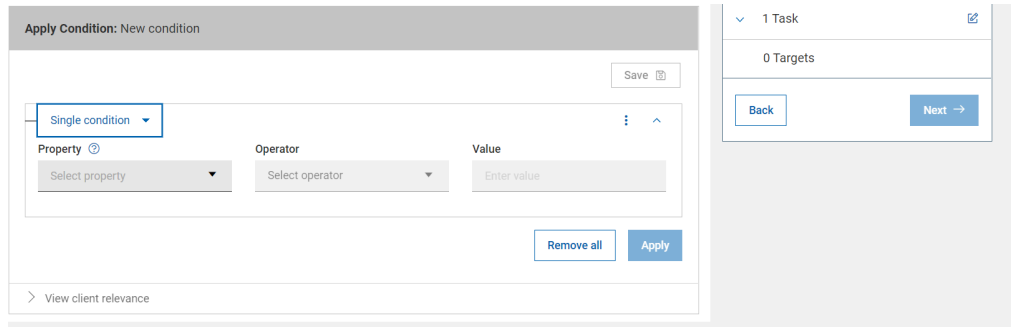 Apply Condition: New condition
Save
Single condition
Property
Operator
Value
Select property
Select operator
Enter value
Remove all
Apply
View client relevance
1 Task
0 Targets
Back
Next